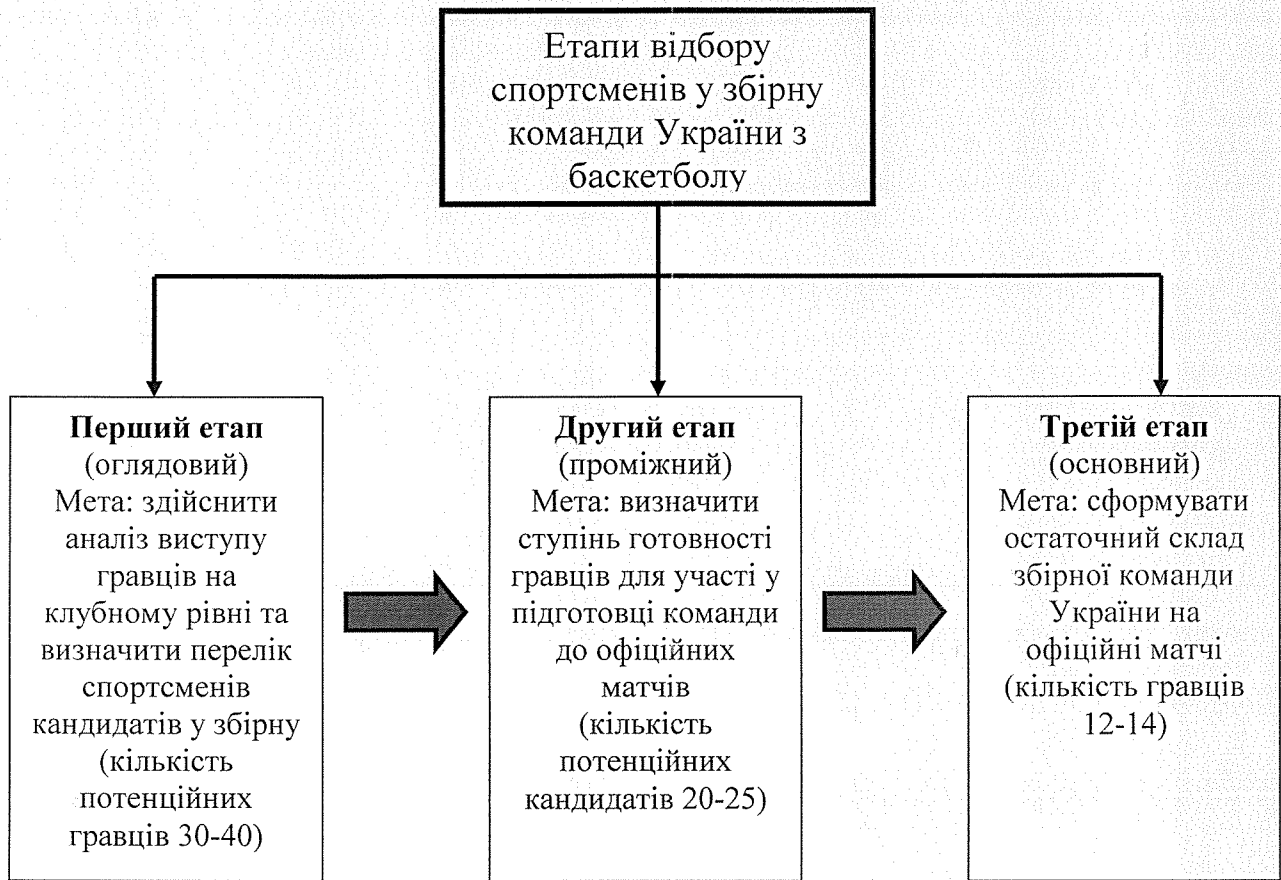 Етапи відбору
спортсменів у збірну
команди України з
баскетболу
Перший етап
(оглядовий)
Мета: здійснити
аналіз виступу
гравців на
клубному рівні та
визначити перелік
спортсменів
кандидатів у збірну
(кількість
потенційних
гравців 30-40)
Другий етап
(проміжний)
Мета: визначити
ступінь готовності
гравців для участі у
підготовці команди
до офіційних
матчів
(кількість
потенційних
кандидатів 20-25)
Третій етап
(основний)
Мета: сформувати
остаточний склад
збірної команди
України на
офіційні матчі
(кількість гравців
12-14)